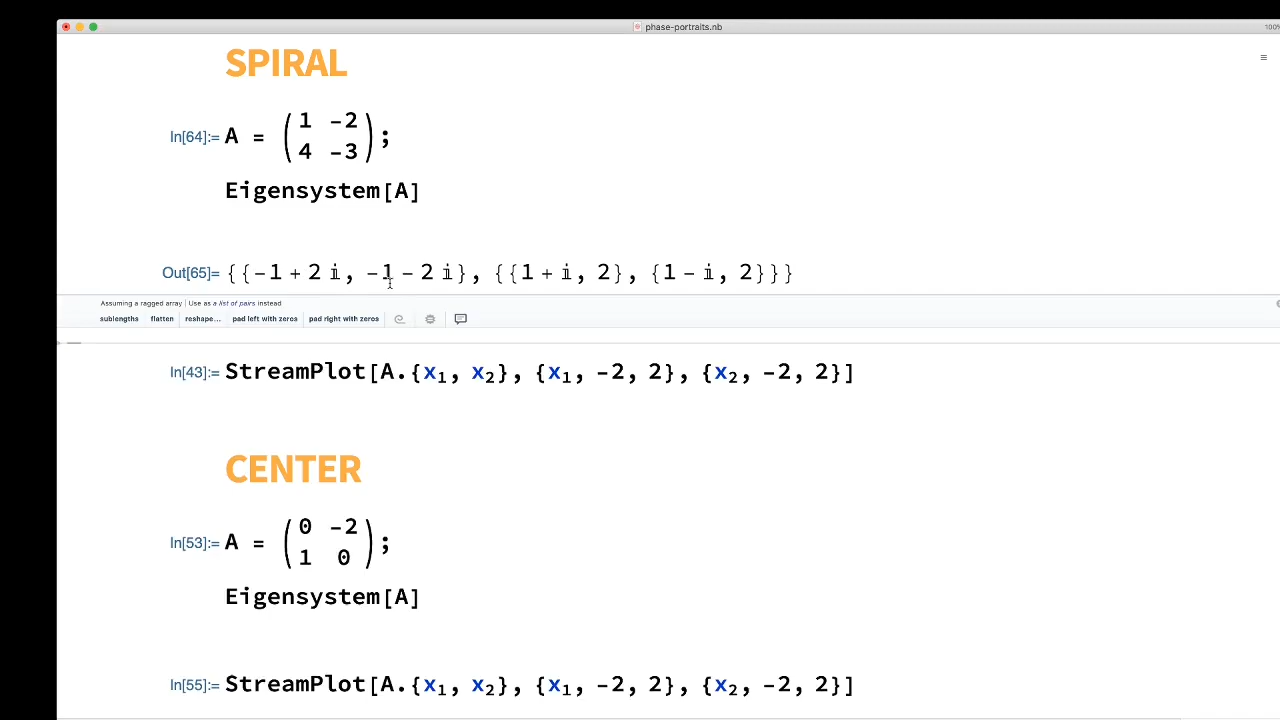 phase-portraits.nb
100%
SPIRAL
In[64]:= A = ( 1 -2
4 -3 );
Eigensystem[A]
Out[65]= {{-1 + 2 ⅈ, -1 - 2 ⅈ}, {{1 + ⅈ, 2}, {1 - ⅈ, 2}}}
Assuming a ragged array | Use as a list of pairs instead
sublengths flatten reshape... pad left with zeros pad right with zeros
In[43]:= StreamPlot[A.{x₁, x₂}, {x₁, -2, 2}, {x₂, -2, 2}]
CENTER
In[53]:= A = ( 0 -2
1 0 );
Eigensystem[A]
In[55]:= StreamPlot[A.{x₁, x₂}, {x₁, -2, 2}, {x₂, -2, 2}]